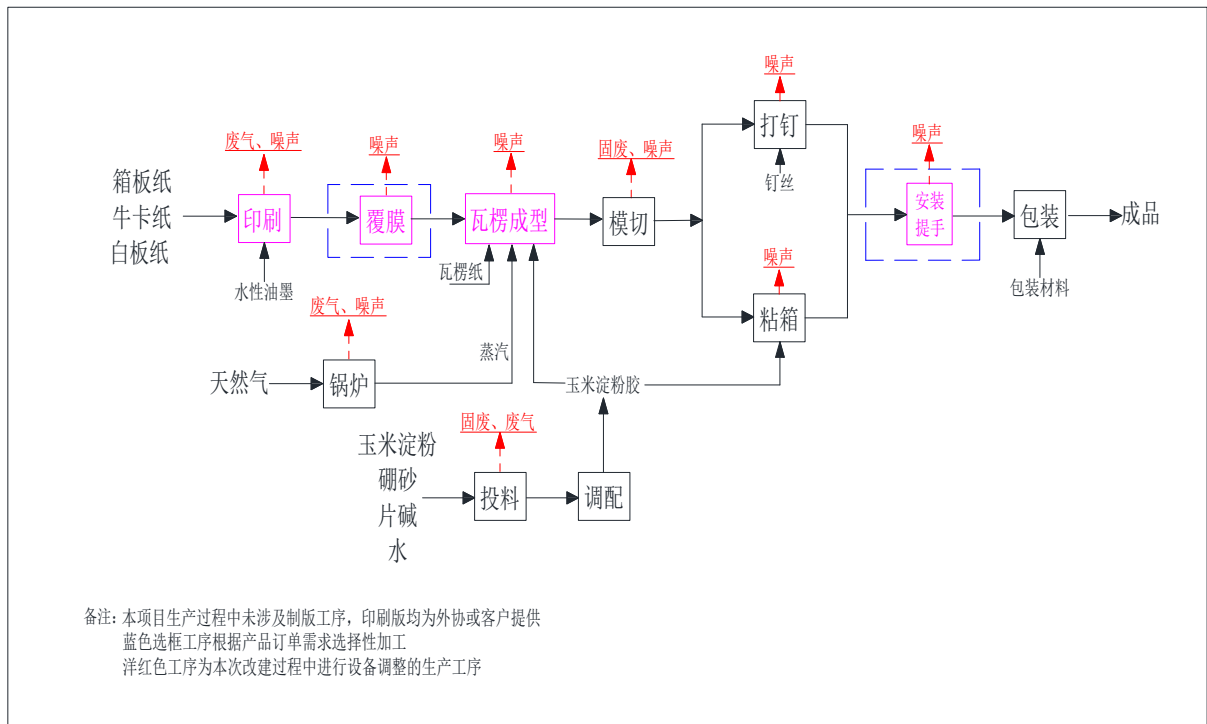 噪声
打钉
钉丝
废气、噪声
噪声
噪声
固废、噪声
噪声
箱板纸
牛卡纸
白板纸
印刷
覆膜
瓦楞成型
模切
安装
提手
包装
成品
水性油墨
瓦楞纸
噪声
粘箱
包装材料
废气、噪声
蒸汽
天然气
锅炉
玉米淀粉胶
固废、废气
玉米淀粉
硼砂
片碱
水
投料
调配
备注：本项目生产过程中未涉及制版工序，印刷版均为外协或客户提供
蓝色选框工序根据产品订单需求选择性加工
洋红色工序为本次改建过程中进行设备调整的生产工序